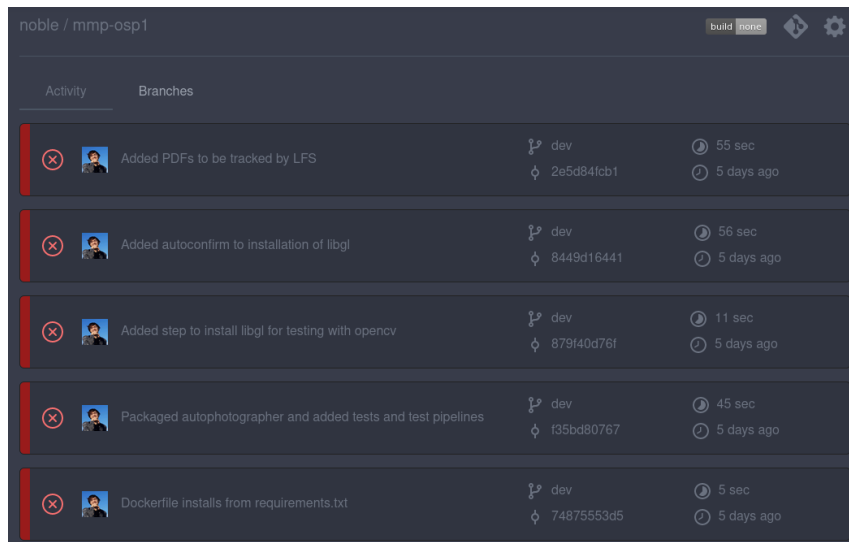 noble / mmp-osp1
build none
Activity Branches
Added PDFs to be tracked by LFS
dev
2e5d84fcb1
55 sec
5 days ago
Added autoconfirm to installation of libgl
dev
8449d16441
56 sec
5 days ago
Added step to install libgl for testing with opencv
dev
879f40d76f
11 sec
5 days ago
Packaged autophotographer and added tests and test pipelines
dev
f35bd80767
45 sec
5 days ago
Dockerfile installs from requirements.txt
dev
74875553d5
5 sec
5 days ago